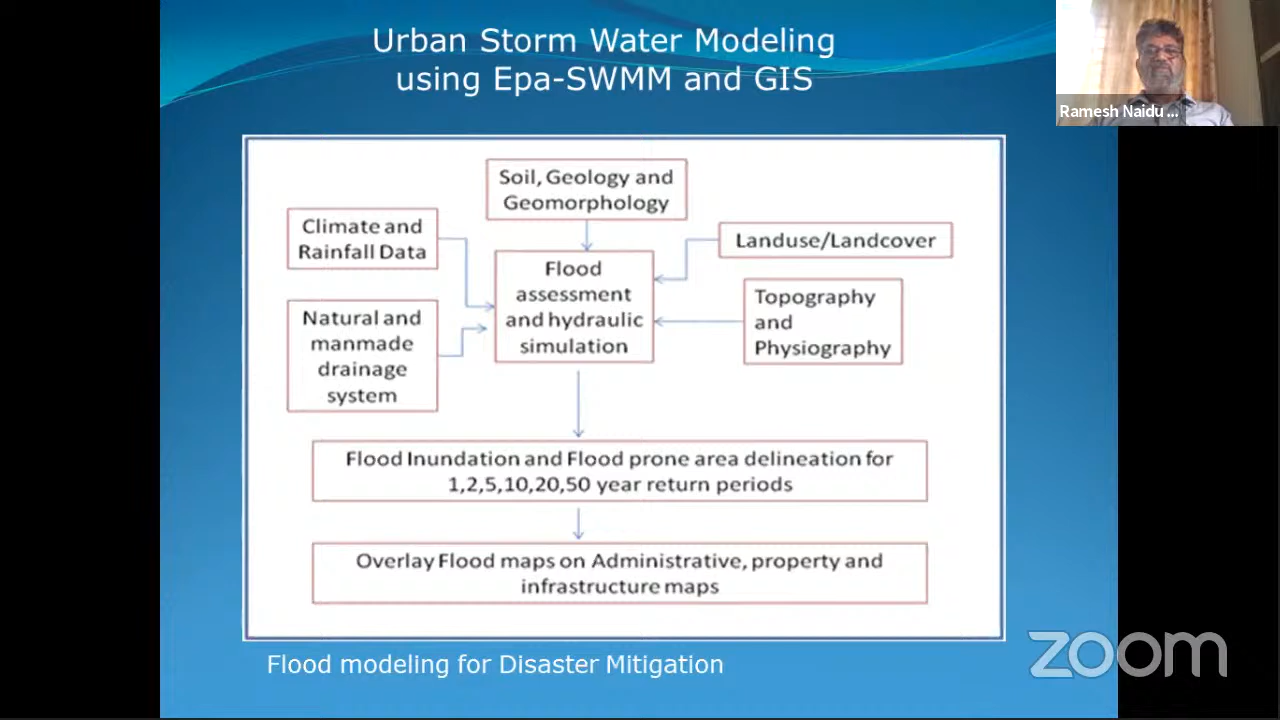 Urban Storm Water Modeling
using Epa-SWMM and GIS
Ramesh Naidu ...
Soil, Geology and
Geomorphology
Climate and
Rainfall Data
Landuse/Landcover
Flood
assessment
and hydraulic
simulation
Topography
and
Physiography
Natural and
manmade
drainage
system
Flood Inundation and Flood prone area delineation for
1,2,5,10,20,50 year return periods
Overlay Flood maps on Administrative, property and
infrastructure maps
Flood modeling for Disaster Mitigation
zoom